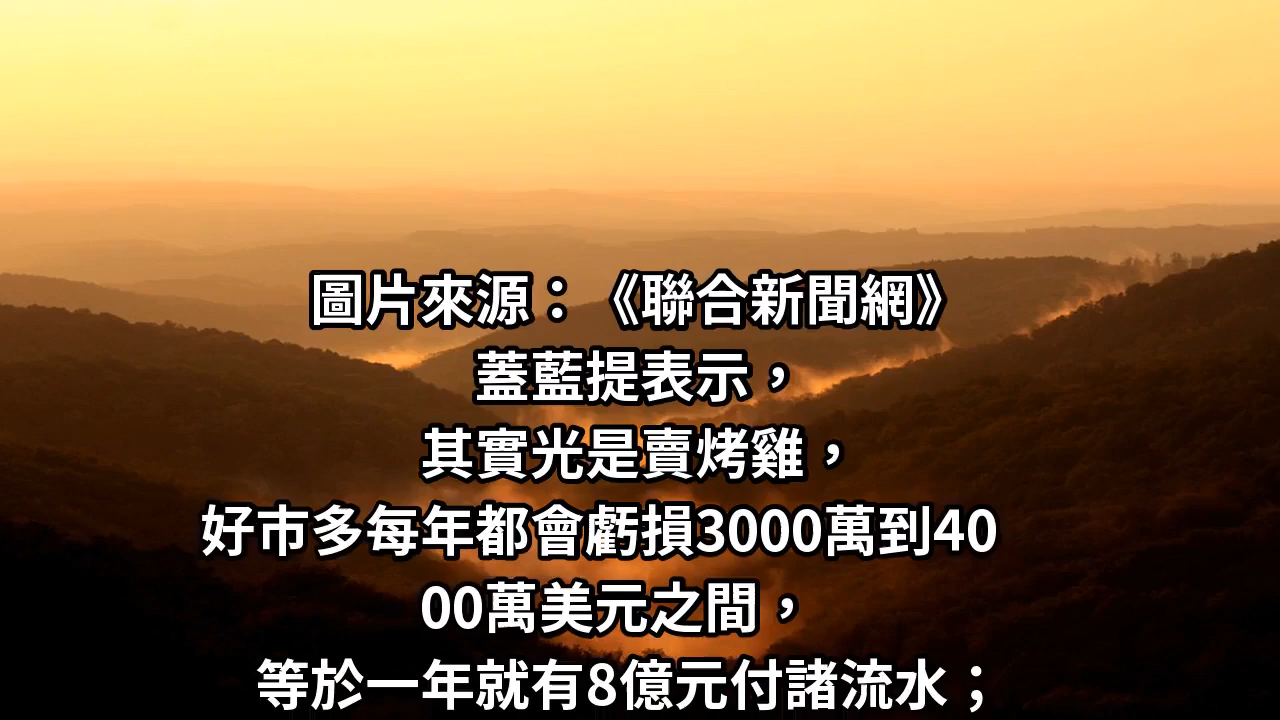 圖片來源：《聯合新聞網》
蓋藍提表示，
其實光是賣烤雞，
好市多每年都會虧損3000萬到40
00萬美元之間，
等於一年就有8億元付諸流水；